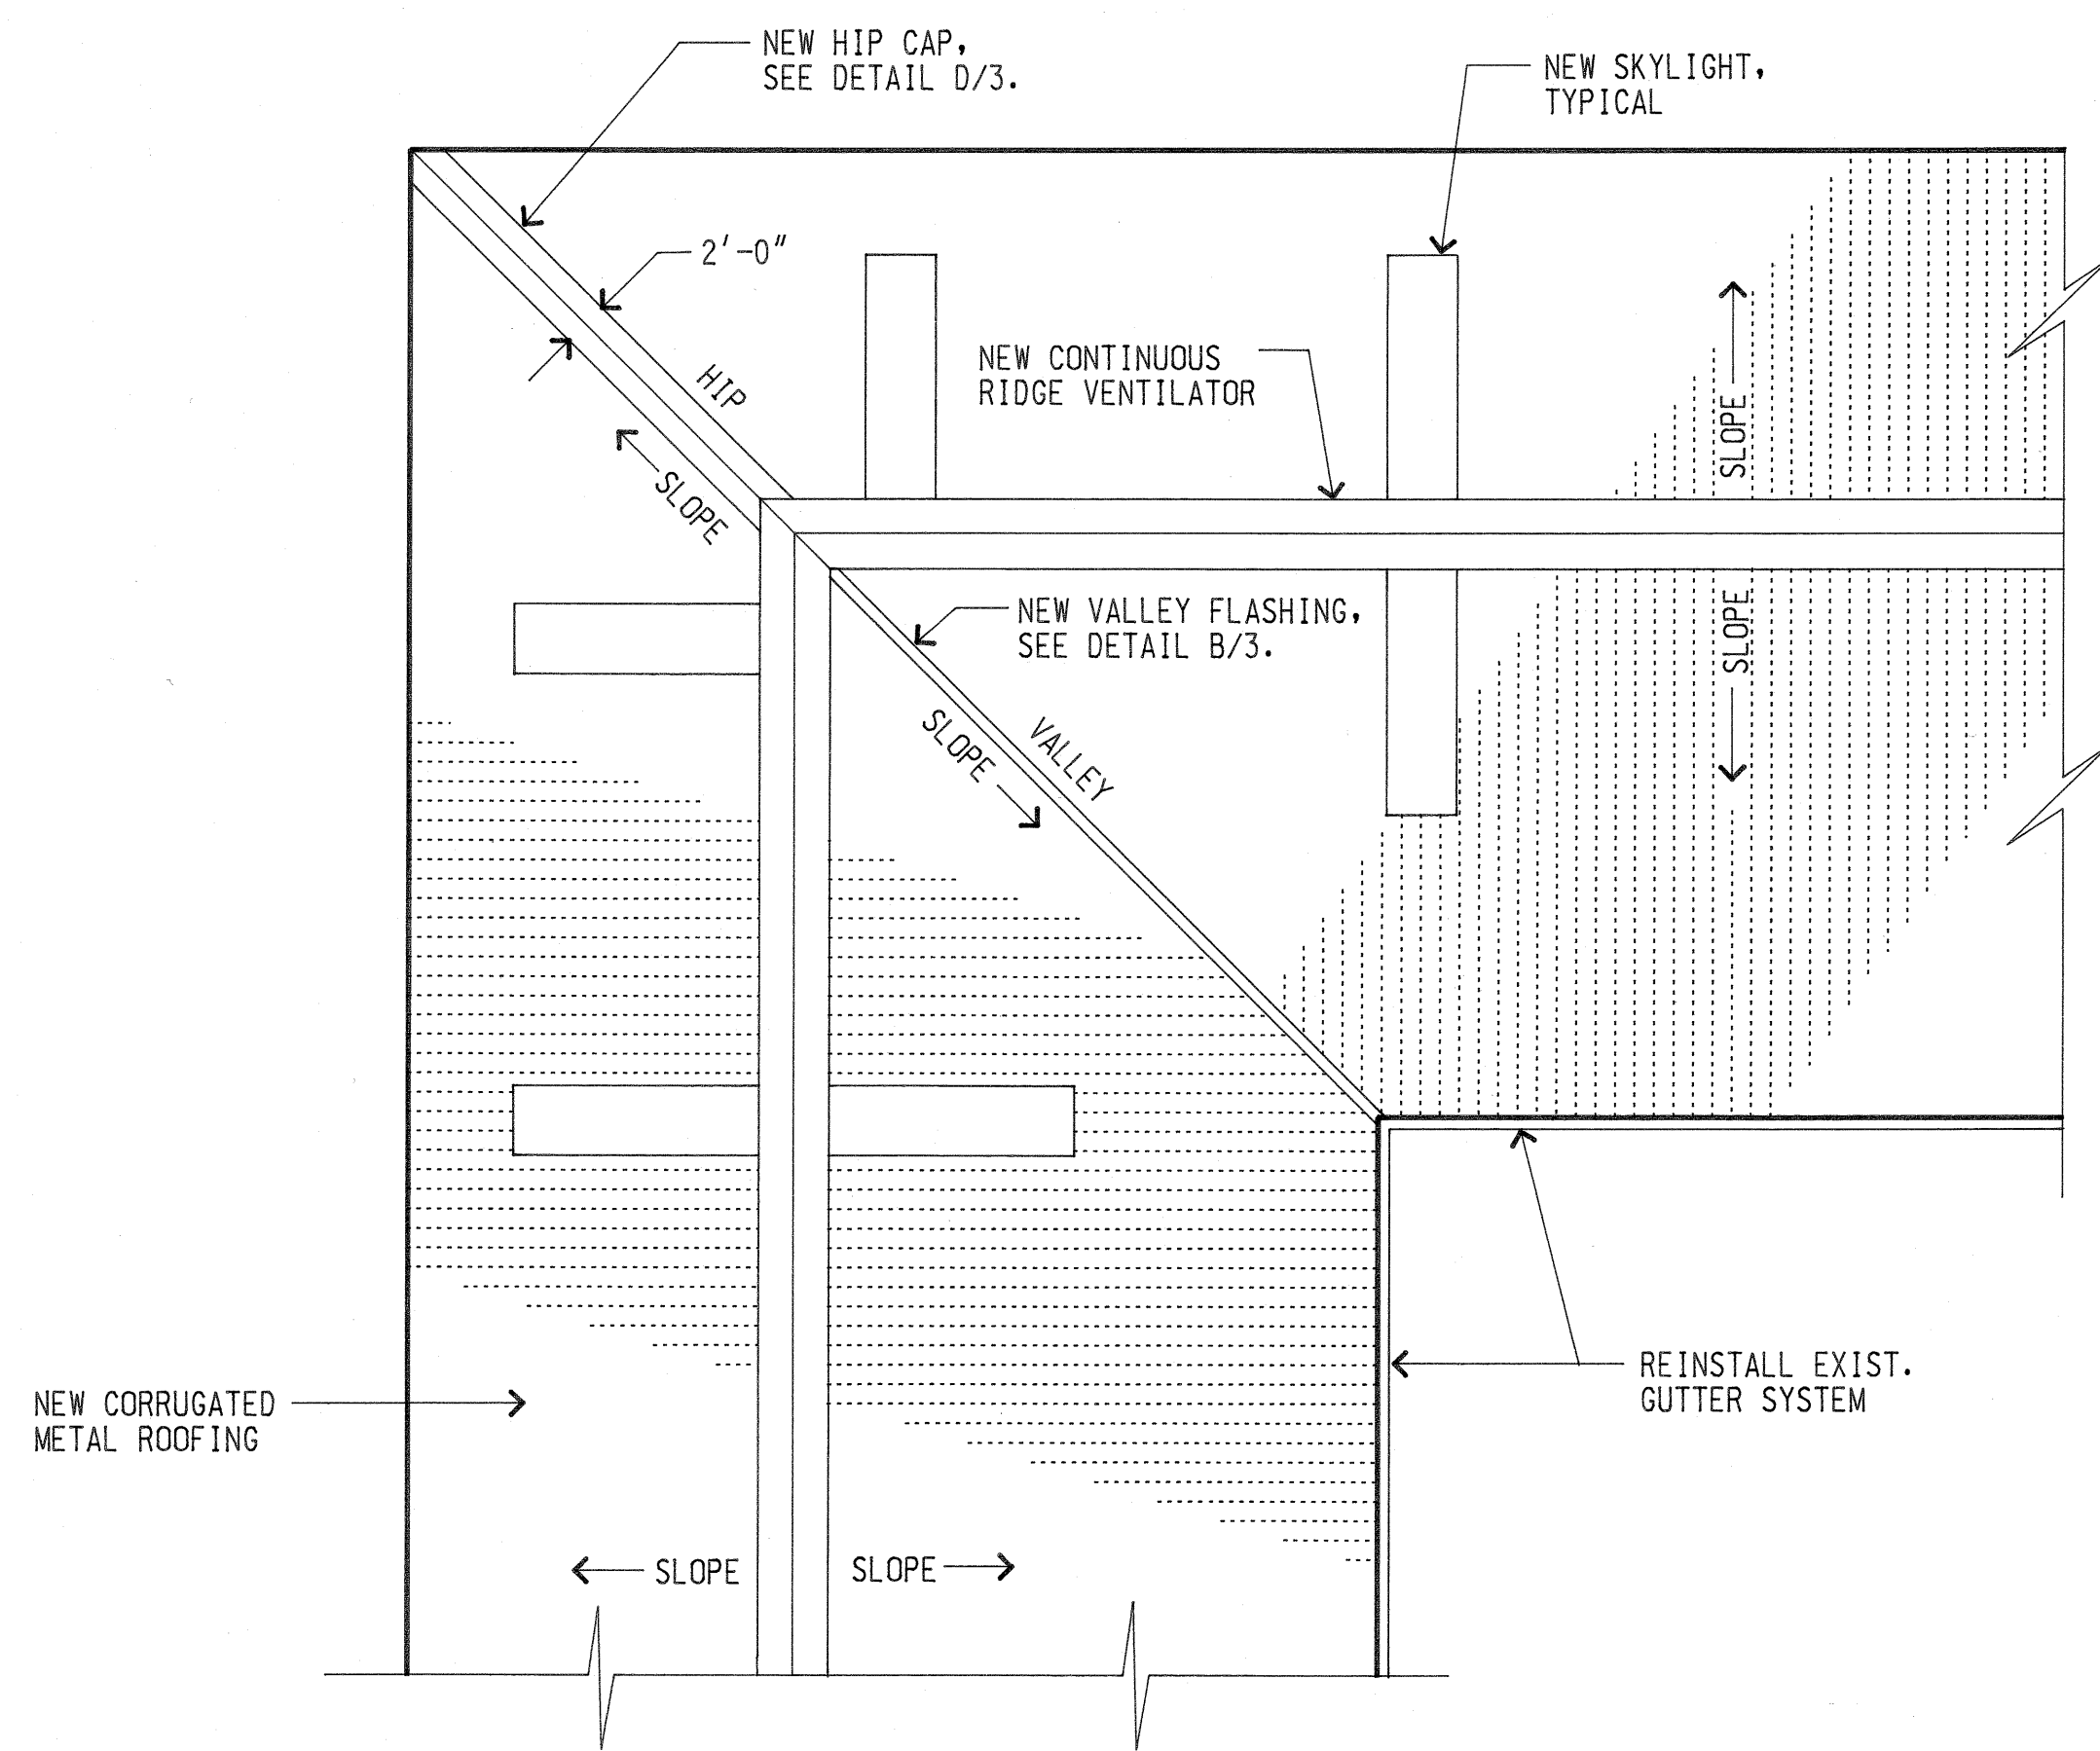 NEW HIP CAP,
SEE DETAIL D/3.
NEW SKYLIGHT,
TYPICAL
2'-0"
HIP
SLOPE
NEW CONTINUOUS
RIDGE VENTILATOR
SLOPE
NEW VALLEY FLASHING,
SEE DETAIL B/3.
SLOPE
SLOPE
VALLEY
REINSTALL EXIST.
GUTTER SYSTEM
NEW CORRUGATED
METAL ROOFING
SLOPE
SLOPE